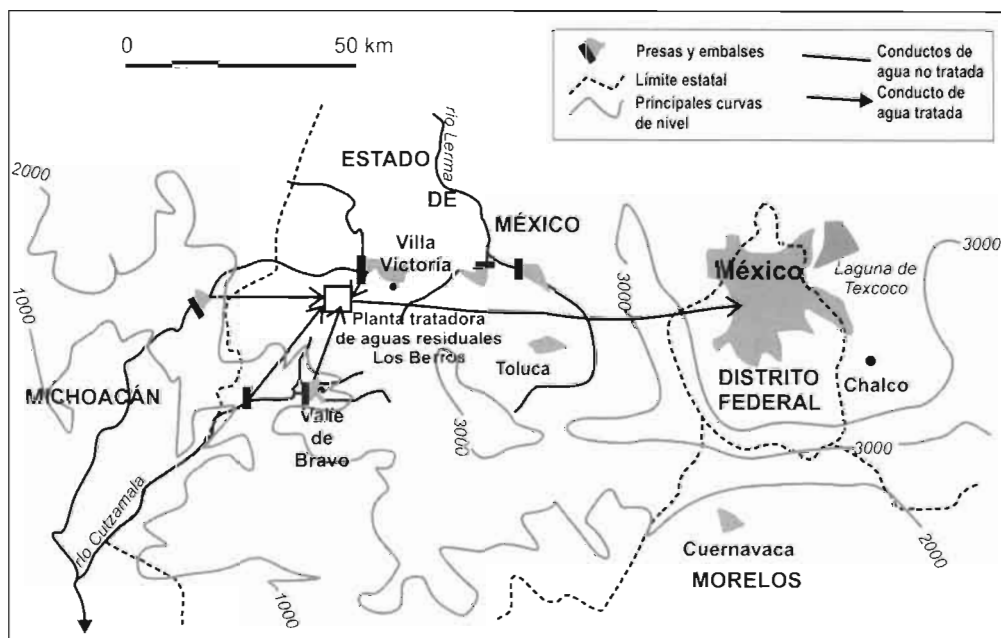 0
50 km
Presas y embalses
Límite estatal
Principales curvas
de nivel
Conductos de
agua no tratada
Conducto de
agua tratada
2000
ESTADO
río Lerma
DE
MÉXICO
Villa
Victoría
3000
México
3000
Laguna de
Texcoco
1000
Planta tratadora
de aguas residuales
Los Berros
Toluca
MICHOACÁN
DISTRITO
FEDERAL
Chalco
Valle
de
Bravo
3000
3000
río Cutzamala
1000
Cuernavaca
MORELOS
2000